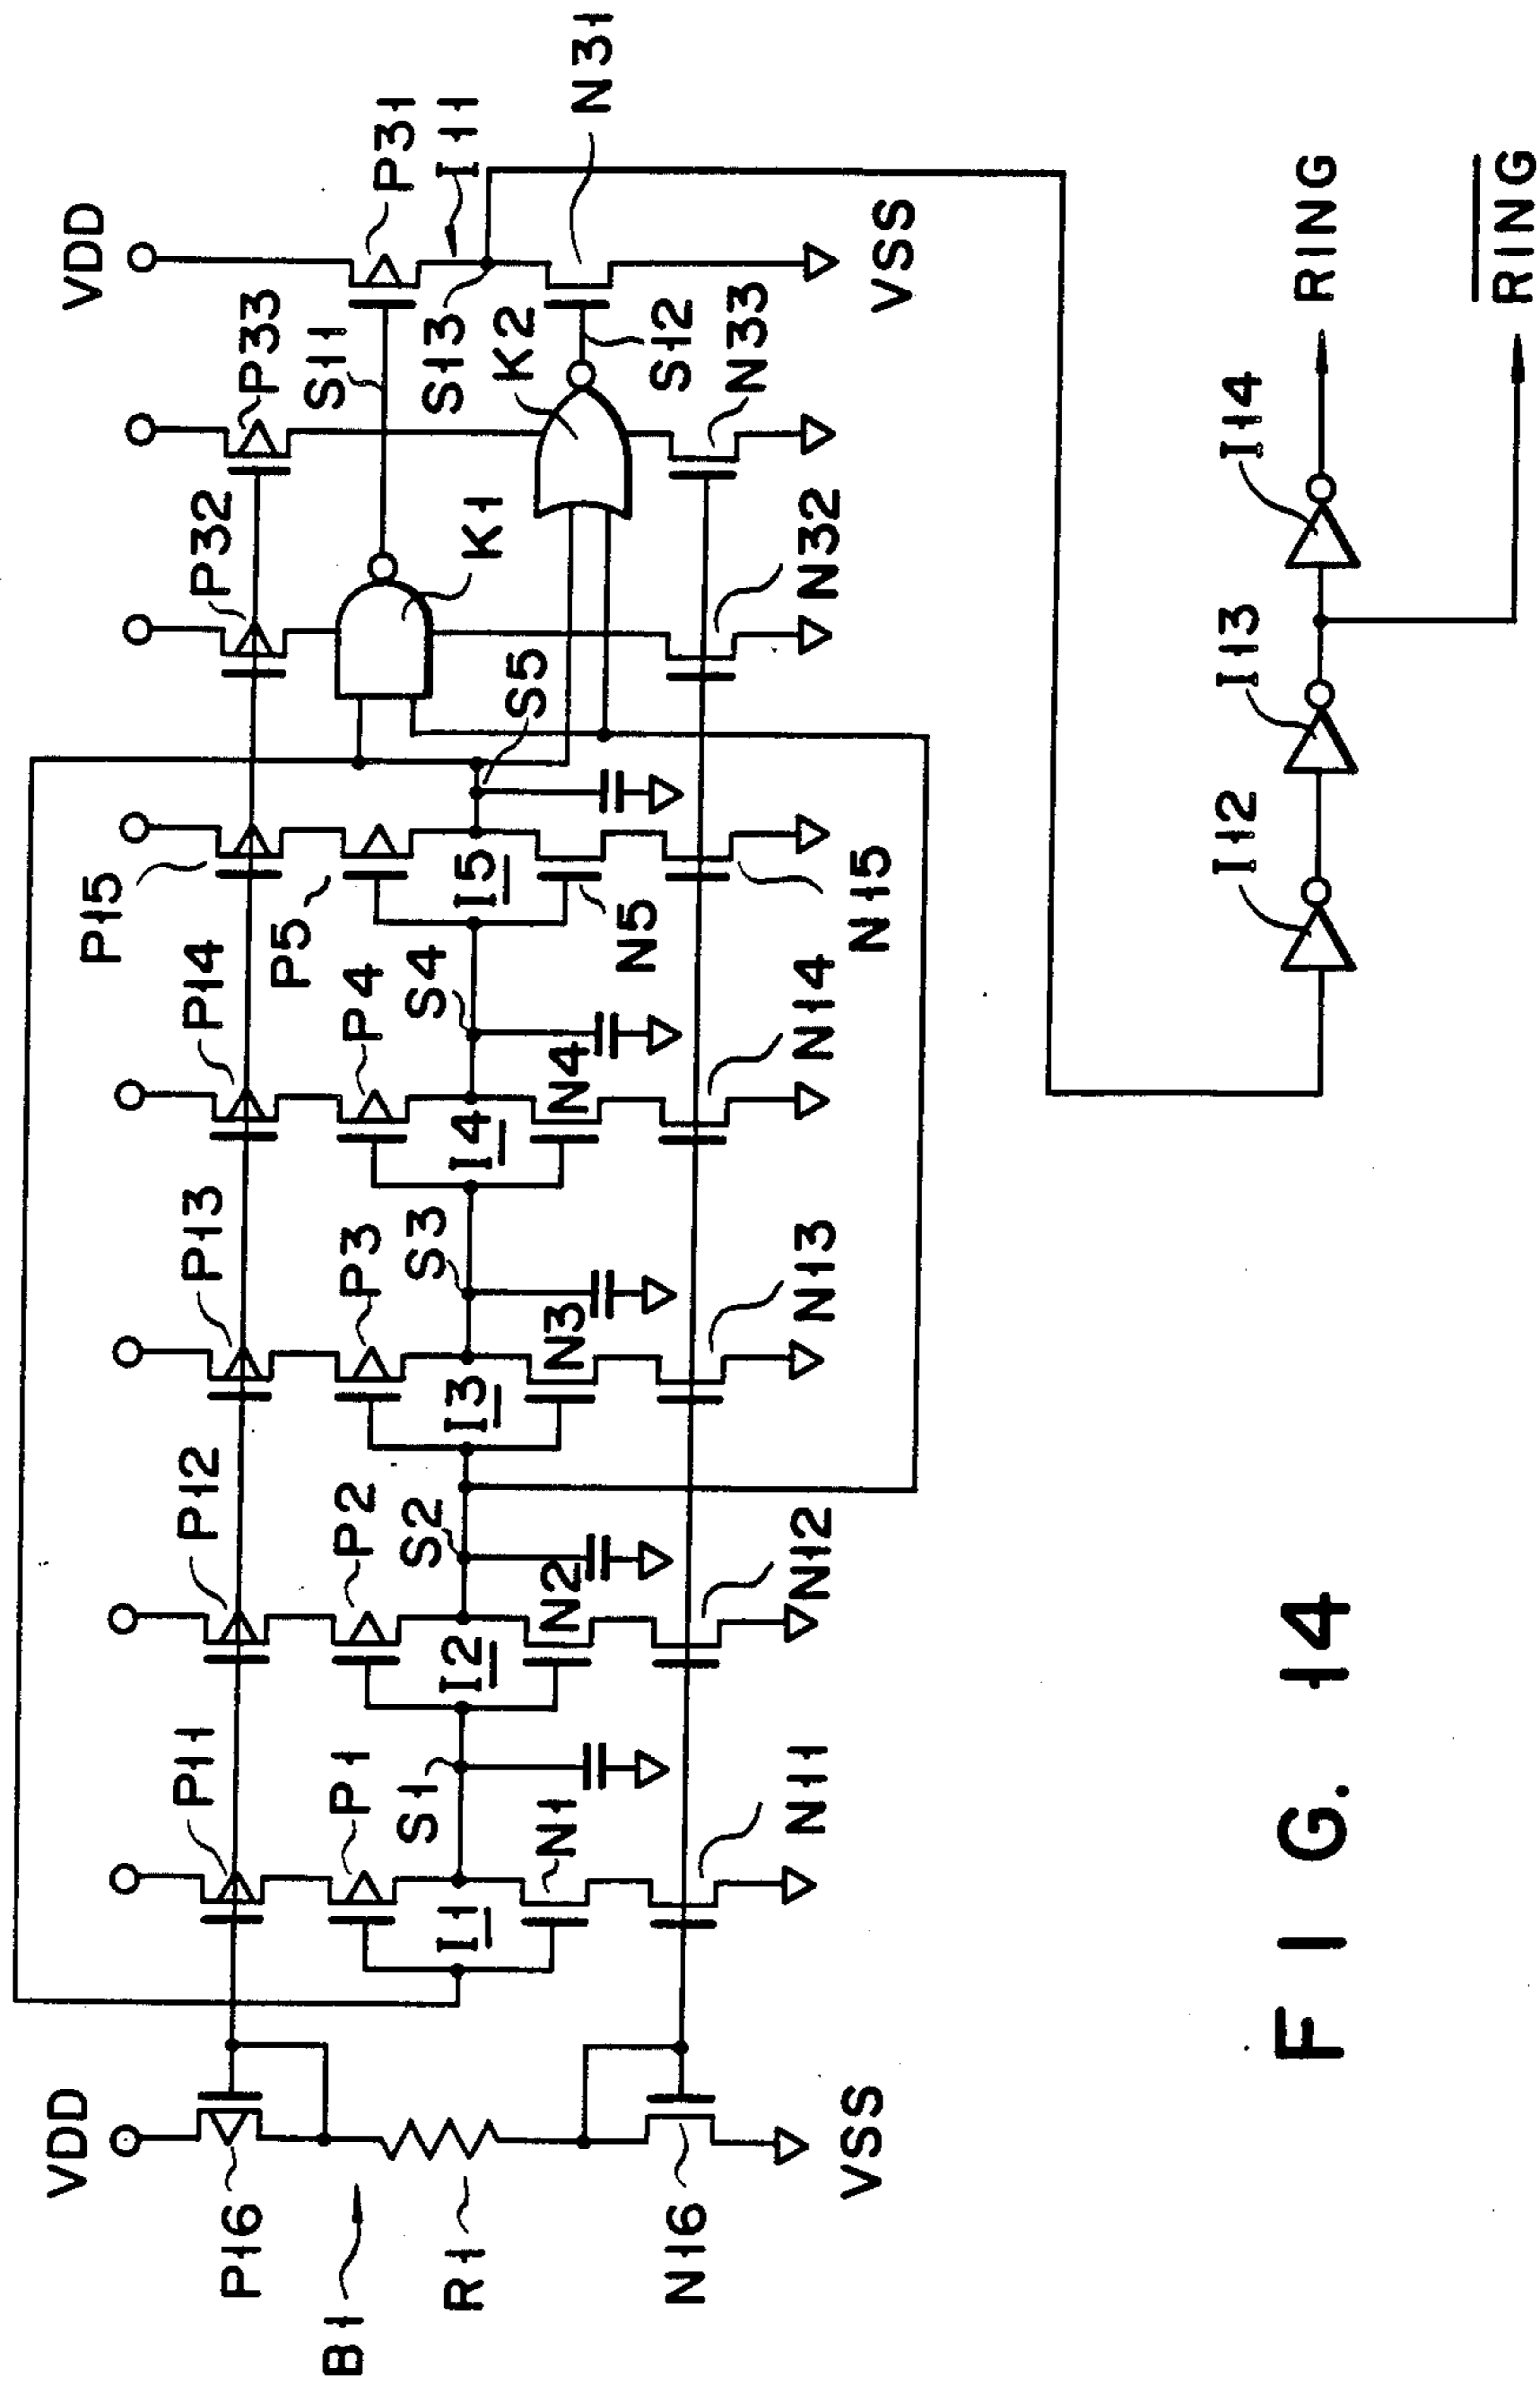 VDD
P16
B1
R1
N16
VSS
P11
P1
I1
S1
N1
N11
P12
P2
I2
S2
N2
N12
P13
P3
I3
S3
N3
N13
P14
P4
I4
S4
N4
N14
P15
P5
I5
S5
N5
N15
P32
K1
N32
P33
S11
K2
S12
N33
VDD
P31
I11
S13
N31
VSS
I12
I13
I14
RING
RING
FIG. 14